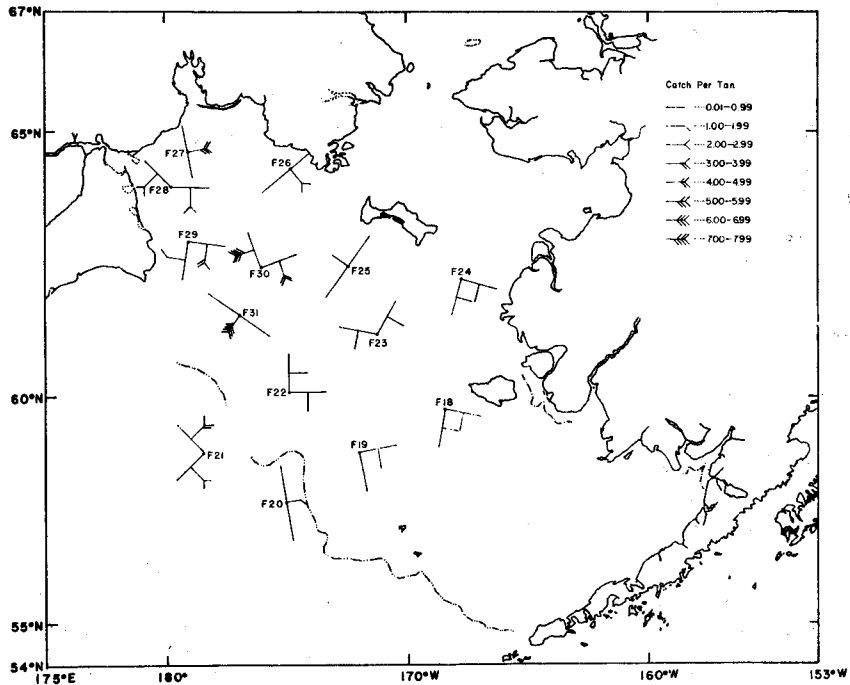 67°N
65°N
60°N
55°N
54°N
175°E
180°
170°W
160°W
153°W
Catch Per Tan
0.01-0.99
1.00-1.99
2.00-2.99
3.00-3.99
4.00-4.99
5.00-5.99
6.00-6.99
7.00-7.99
F27
F26
F28
F29
F30
F25
F24
F31
F23
F22
F18
F21
F19
F20